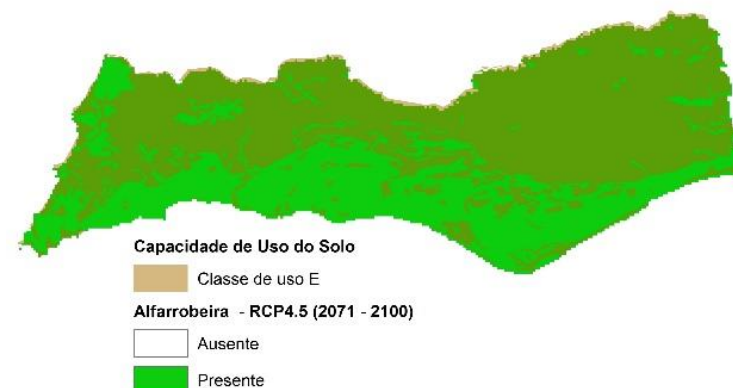 Capacidade de Uso do Solo
Classe de uso E
Alfarrobeira - RCP4.5 (2071 - 2100)
Ausente
Presente